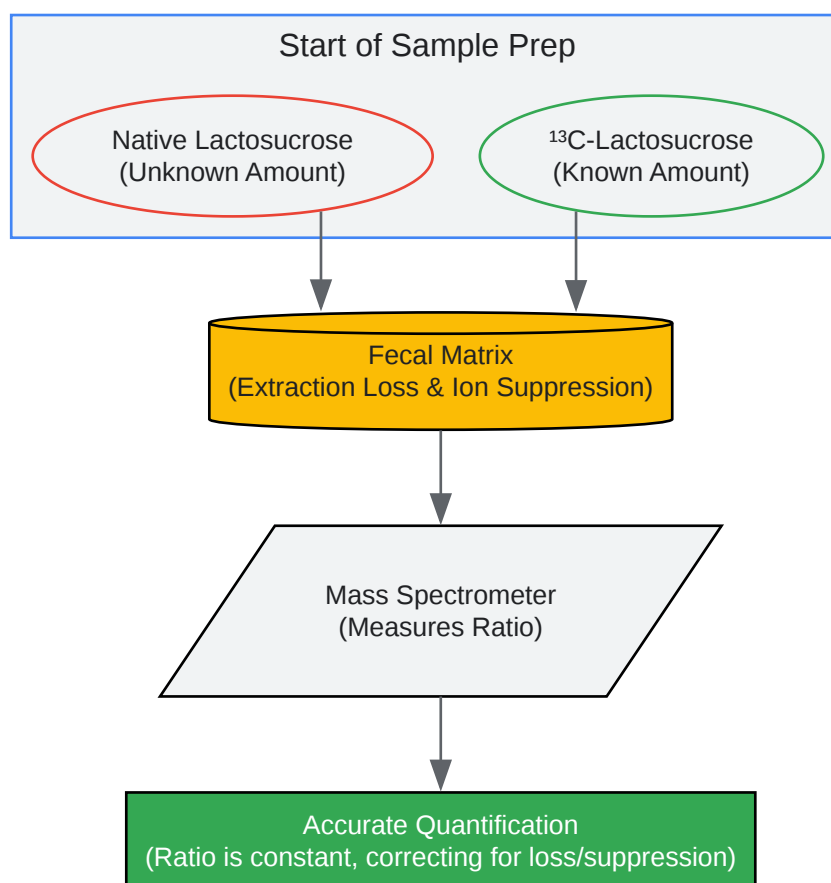 Start of Sample Prep
Native Lactosucrose
(Unknown Amount)
¹³C-Lactosucrose
(Known Amount)
Fecal Matrix
(Extraction Loss & Ion Suppression)
Mass Spectrometer
(Measures Ratio)
Accurate Quantification
(Ratio is constant, correcting for loss/suppression)